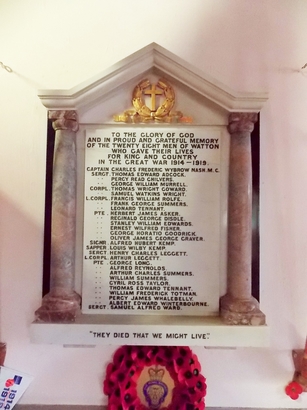 TO THE GLORY OF GOD
AND IN PROUD AND GRATEFUL MEMORY
OF THE TWENTY EIGHT MEN OF WATTON
WHO GAVE THEIR LIVES
FOR KING AND COUNTRY
IN THE GREAT WAR 1914-1919.
CAPTAIN CHARLES FREDERIC WYBROW NASH. M.C.
SERGT. THOMAS EDWARD ADCOCK.
" PERCY READ CHILVERS.
" GEORGE WILLIAM MURRELL.
CORPL. THOMAS WRIGHT GOWARD.
" SAMUEL WATKINS WRIGHT.
L.CORPL. FRANCIS WILLIAM ROLFE.
" FRANK GEORGE SUMMERS.
" LEONARD TENNANT.
PTE HERBERT JAMES ASKER.
" REGINALD GEORGE DISDLE.
" STANLEY WILLIAM EDWARDS.
" ERNEST WILFRED FISHER.
" GEORGE HORATIO GOODRICK.
" OLIVER JAMES GEORGE GRAVER.
SIGNR. ALFRED HUBERT KEMP.
SAPPER LOUIS WILBY KEMP.
SERGT. HENRY CHARLES LEGGETT.
L.CORPL. ARTHUR LEGGETT.
PTE GEORGE LONG.
" ALFRED REYNOLDS.
" ARTHUR CHARLES SUMMERS.
" WILLIAM SUMMERS.
" CYRIL ROSS TAYLOR.
" THOMAS EDWARD TENNANT.
" WILLIAM FREDERICK TOTMAN.
" PERCY JAMES WHALEBELLY.
" ALBERT EDWARD WINTERBOURNE.
SERGT. SAMUEL ALFRED WARD.
"THEY DIED THAT WE MIGHT LIVE"